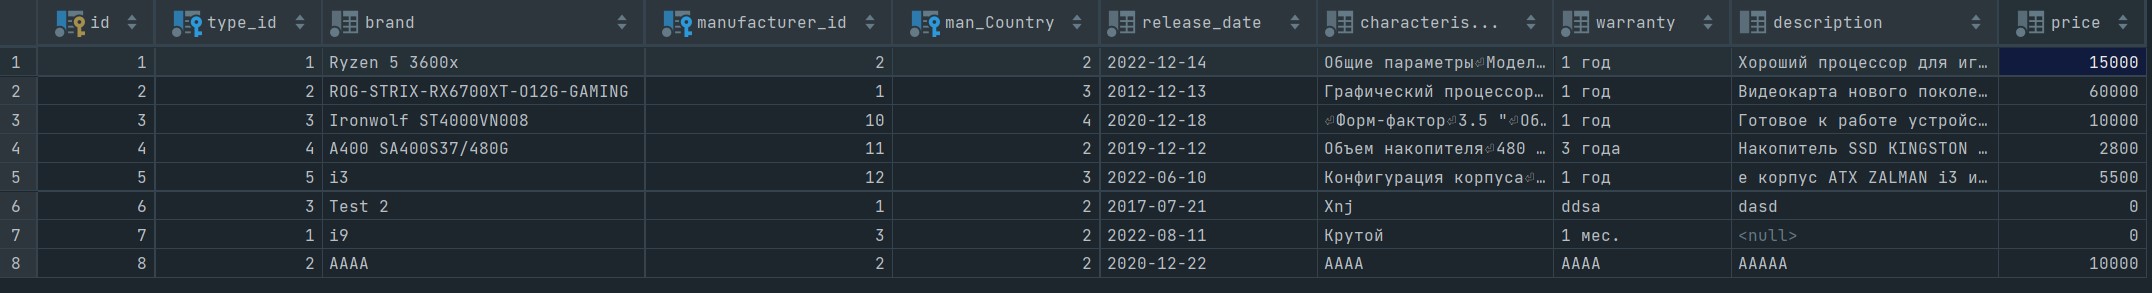 id type_id brand manufacturer_id man_Country release_date characteris... warranty description price
1 1 1 Ryzen 5 3600x 2 2 2022-12-14 Общие параметры⏎Модел… 1 год Хороший процессор для иг… 15000
2 2 2 ROG-STRIX-RX6700XT-O12G-GAMING 1 3 2012-12-13 Графический процессор… 1 год Видеокарта нового поколе… 60000
3 3 3 Ironwolf ST4000VN008 10 4 2020-12-18 ⏎Форм-фактор⏎3.5 "⏎Об… 1 год Готовое к работе устройс… 10000
4 4 4 A400 SA400S37/480G 11 2 2019-12-12 Объем накопителя⏎480 … 3 года Накопитель SSD KINGSTON … 2800
5 5 5 i3 12 3 2022-06-10 Конфигурация корпуса⏎… 1 год е корпус ATX ZALMAN i3 и… 5500
6 6 3 Test 2 1 2 2017-07-21 Xnj ddsa dasd 0
7 7 1 i9 3 2 2022-08-11 Крутой 1 мес. <null> 0
8 8 2 AAAA 2 2 2020-12-22 AAAA AAAA AAAAA 10000